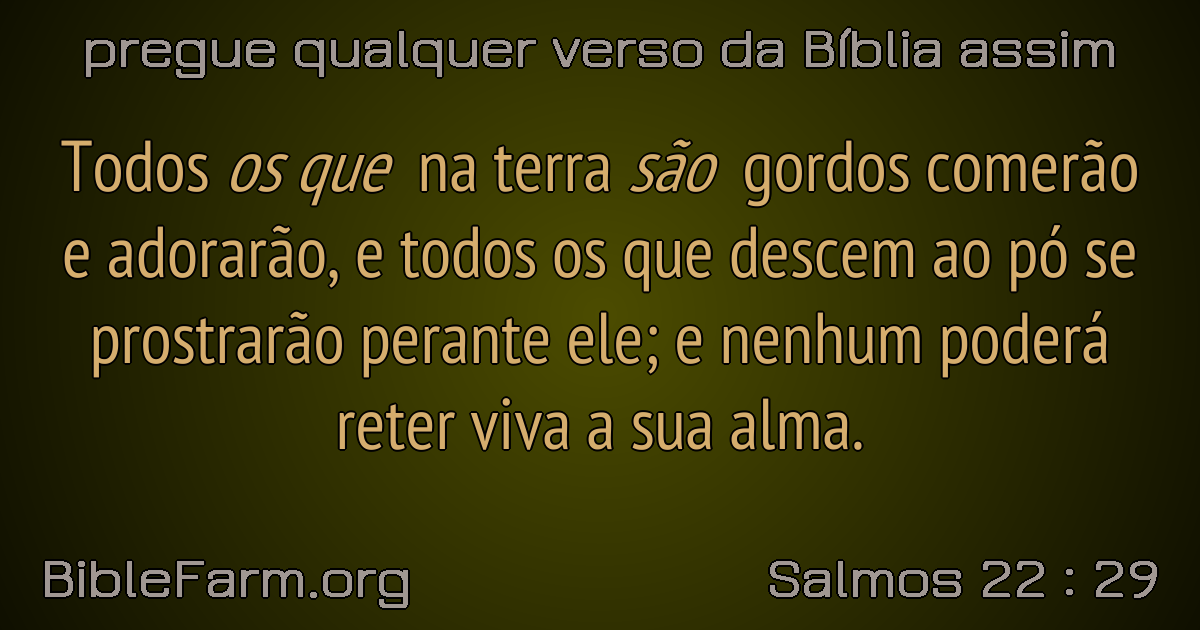 pregue qualquer verso da Bíblia assim
Todos os que na terra são gordos comerão
e adorarão, e todos os que descem ao pó se
prostrarão perante ele; e nenhum poderá
reter viva a sua alma.
BibleFarm.org
Salmos 22 : 29